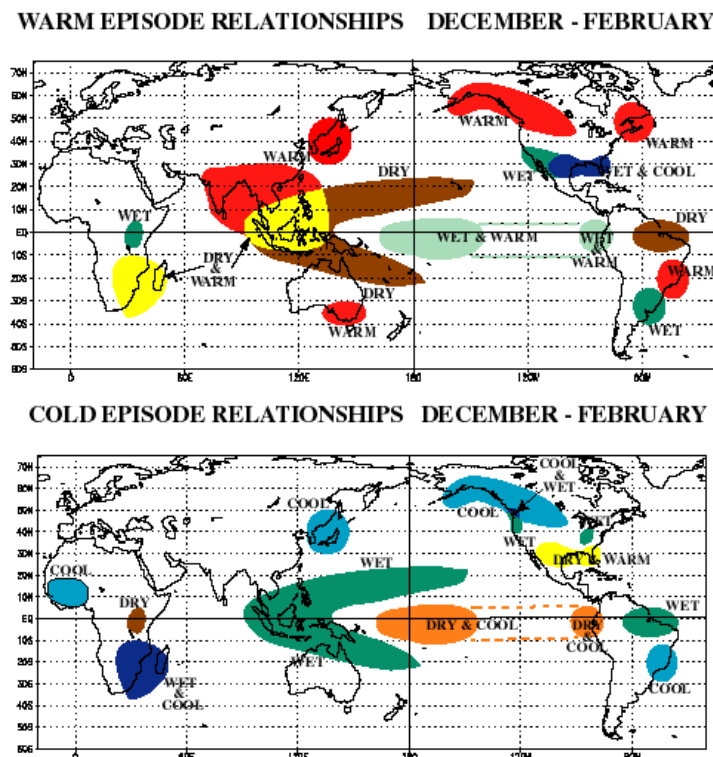 WARM EPISODE RELATIONSHIPS DECEMBER - FEBRUARY
70N
60N
50N
40N
30N
20N
10N
EQ
10S
20S
30S
40S
50S
60S
WARM
WARM
WARM
WET
WET & COOL
DRY
WET
WET & WARM
WET
WARM
DRY
DRY
&
WARM
DRY
WARM
WARM
WET
0
60E
120E
180
120W
60W
COLD EPISODE RELATIONSHIPS DECEMBER - FEBRUARY
70N
60N
50N
40N
30N
20N
10N
EQ
10S
20S
30S
40S
50S
60S
COOL
&
WET
COOL
COOL
WET
WET
DRY & WARM
COOL
WET
DRY
DRY & COOL
DRY
&
COOL
WET
WET
WET
&
COOL
COOL
0
60E
120E
120W